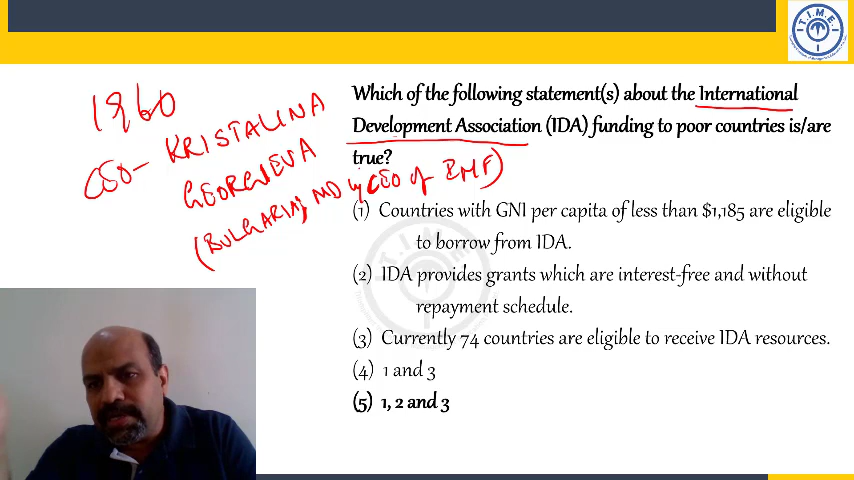 T.I.M.E.
1960
CEO - KRISTALINA
GEORGIEVA
(BULGARIA; MD & CEO of IMF)
Which of the following statement(s) about the International
Development Association (IDA) funding to poor countries is/are
true?
(1) Countries with GNI per capita of less than $1,185 are eligible
to borrow from IDA.
(2) IDA provides grants which are interest-free and without
repayment schedule.
(3) Currently 74 countries are eligible to receive IDA resources.
(4) 1 and 3
(5) 1, 2 and 3